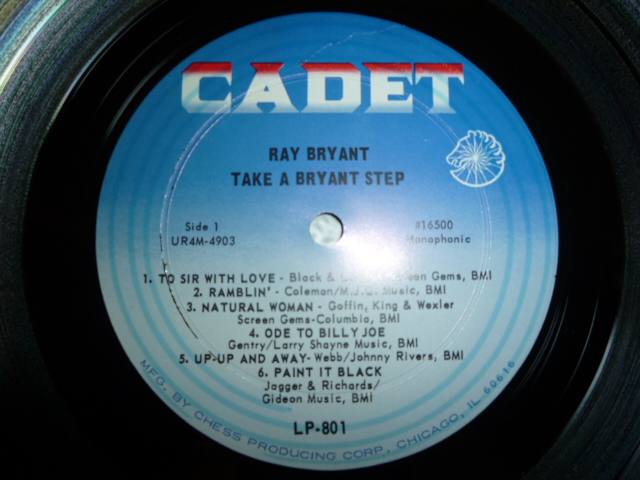 CADET
RAY BRYANT
TAKE A BRYANT STEP
Side 1
UR4M-4903
#16500
Monophonic
1. TO SIR WITH LOVE - Black & Gems, BMI
2. RAMBLIN' - Coleman/M.J.Q. Music, BMI
3. NATURAL WOMAN - Goffin, King & Wexler
Screen Gems-Columbia, BMI
4. ODE TO BILLY JOE
Gentry/Larry Shayne Music, BMI
5. UP-UP AND AWAY- Webb/Johnny Rivers, BMI
6. PAINT IT BLACK
Jagger & Richards/
Gideon Music, BMI
LP-801
MFG. BY CHESS PRODUCING CORP., CHICAGO, IL 60616